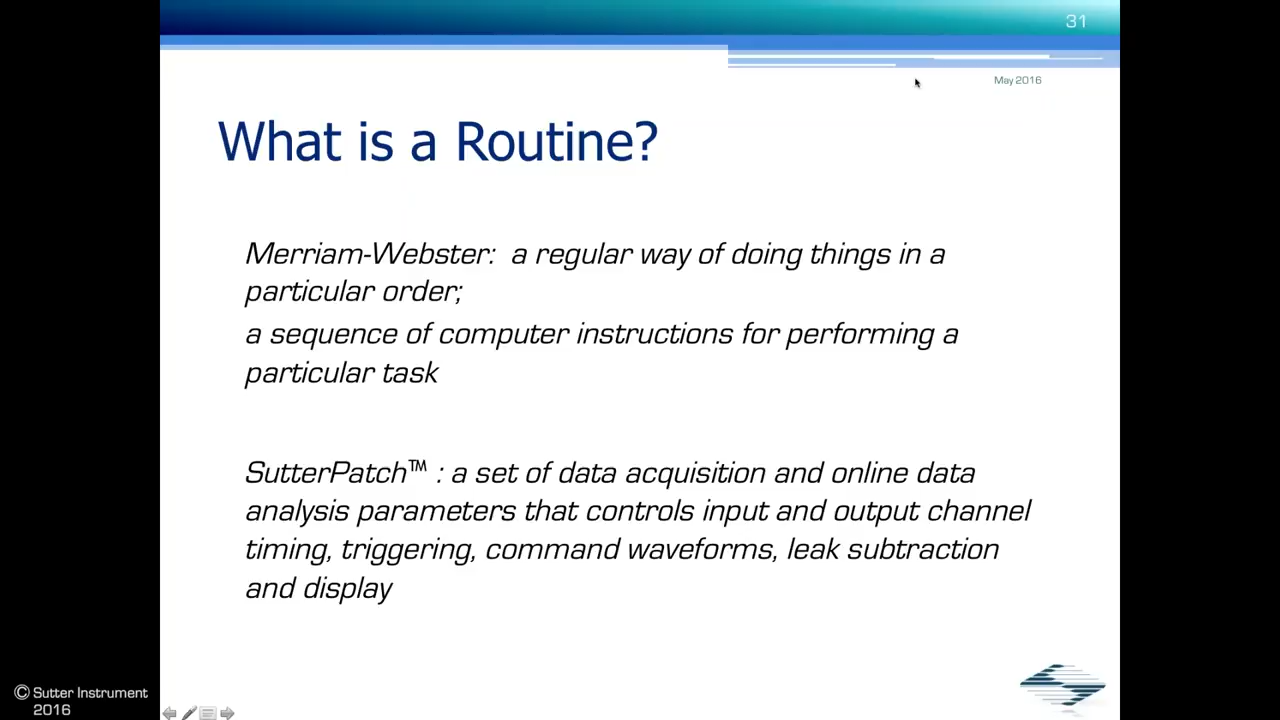 31
May 2016
What is a Routine?
Merriam-Webster: a regular way of doing things in a
particular order;
a sequence of computer instructions for performing a
particular task
SutterPatch™ : a set of data acquisition and online data
analysis parameters that controls input and output channel
timing, triggering, command waveforms, leak subtraction
and display
© Sutter Instrument
2016